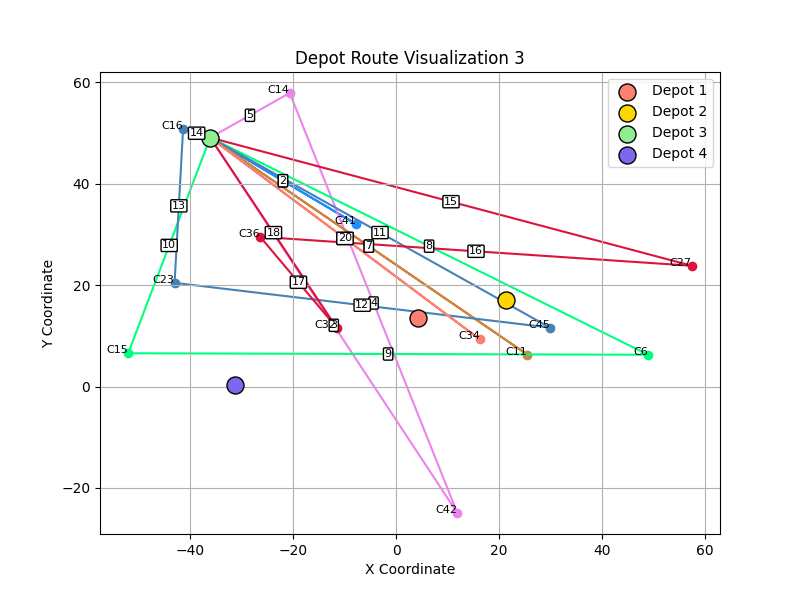 Depot Route Visualization 3
60
40
20
0
−20
Y Coordinate
−40
−20
0
20
40
60
X Coordinate
Depot 1
Depot 2
Depot 3
Depot 4
C14
5
C16
14
2
15
13
C41
C36
18
11
20
7
8
16
10
C27
C23
17
12
4
C45
C34
C15
9
C11
C6
C42